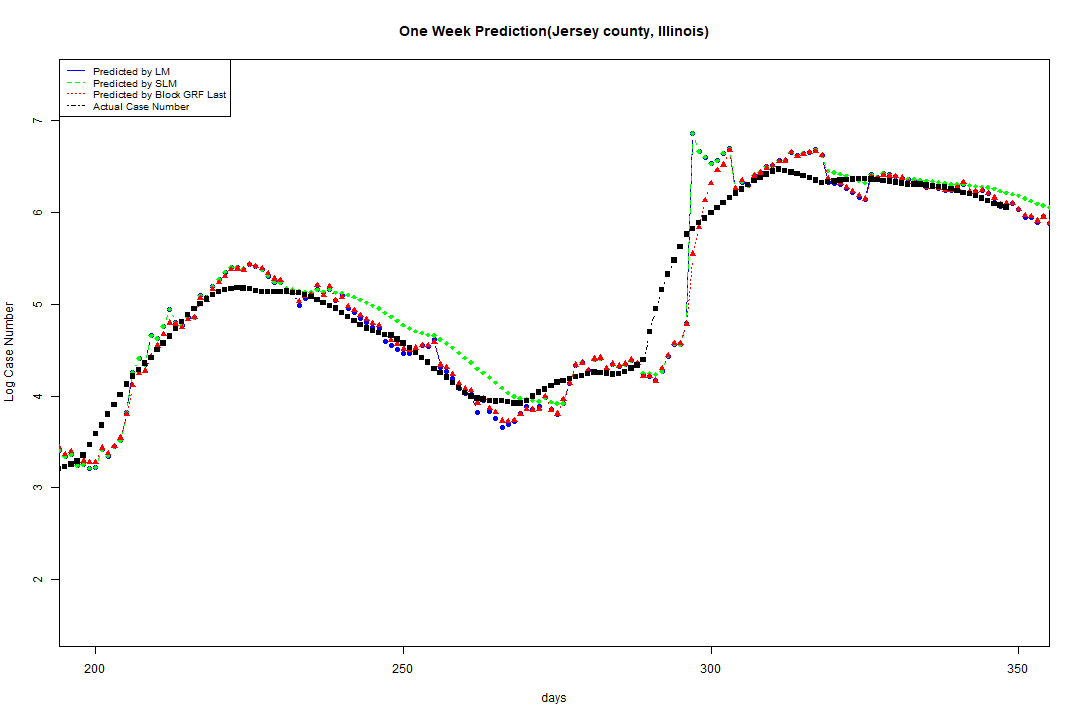 One Week Prediction(Jersey county, Illinois)
Predicted by LM
Predicted by SLM
Predicted by Block GRF Last
Actual Case Number
7
6
5
4
3
2
Log Case Number
200
250
300
350
days